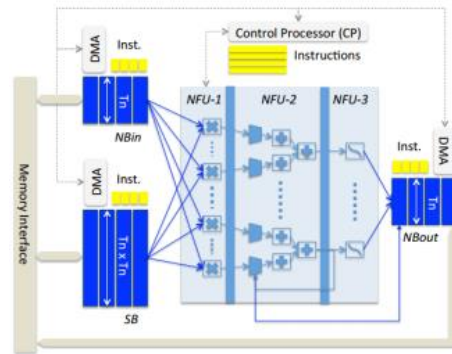 Control Processor (CP)
Instructions
DMA
Inst.
Tn
NBin
DMA
Inst.
Tn x Tn
SB
Memory Interface
NFU-1
NFU-2
NFU-3
Inst.
DMA
Tn
NBout